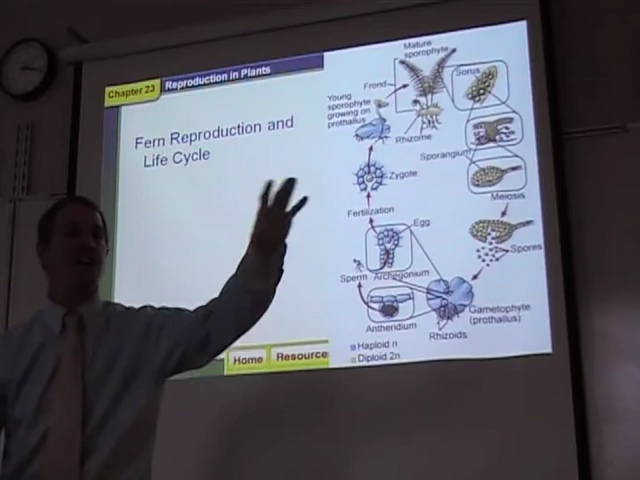 Chapter 23
Reproduction in Plants
Fern Reproduction and
Life Cycle
Home
Resource
Mature
sporophyte
Frond
Sorus
Young
sporophyte
growing on
prothallus
Rhizome
Sporangium
Zygote
Meiosis
Fertilization
Egg
Spores
Sperm
Archegonium
Gametophyte
(prothallus)
Antheridium
Rhizoids
Haploid n
Diploid 2n